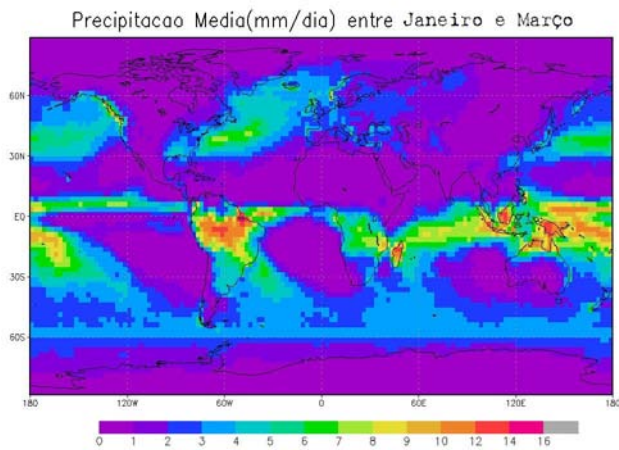 Precipitacao Media(mm/dia) entre Janeiro e Março
60N
30N
EQ
30S
60S
180 120W 60W 0 60E 120E 180
0 1 2 3 4 5 6 7 8 9 10 12 14 16